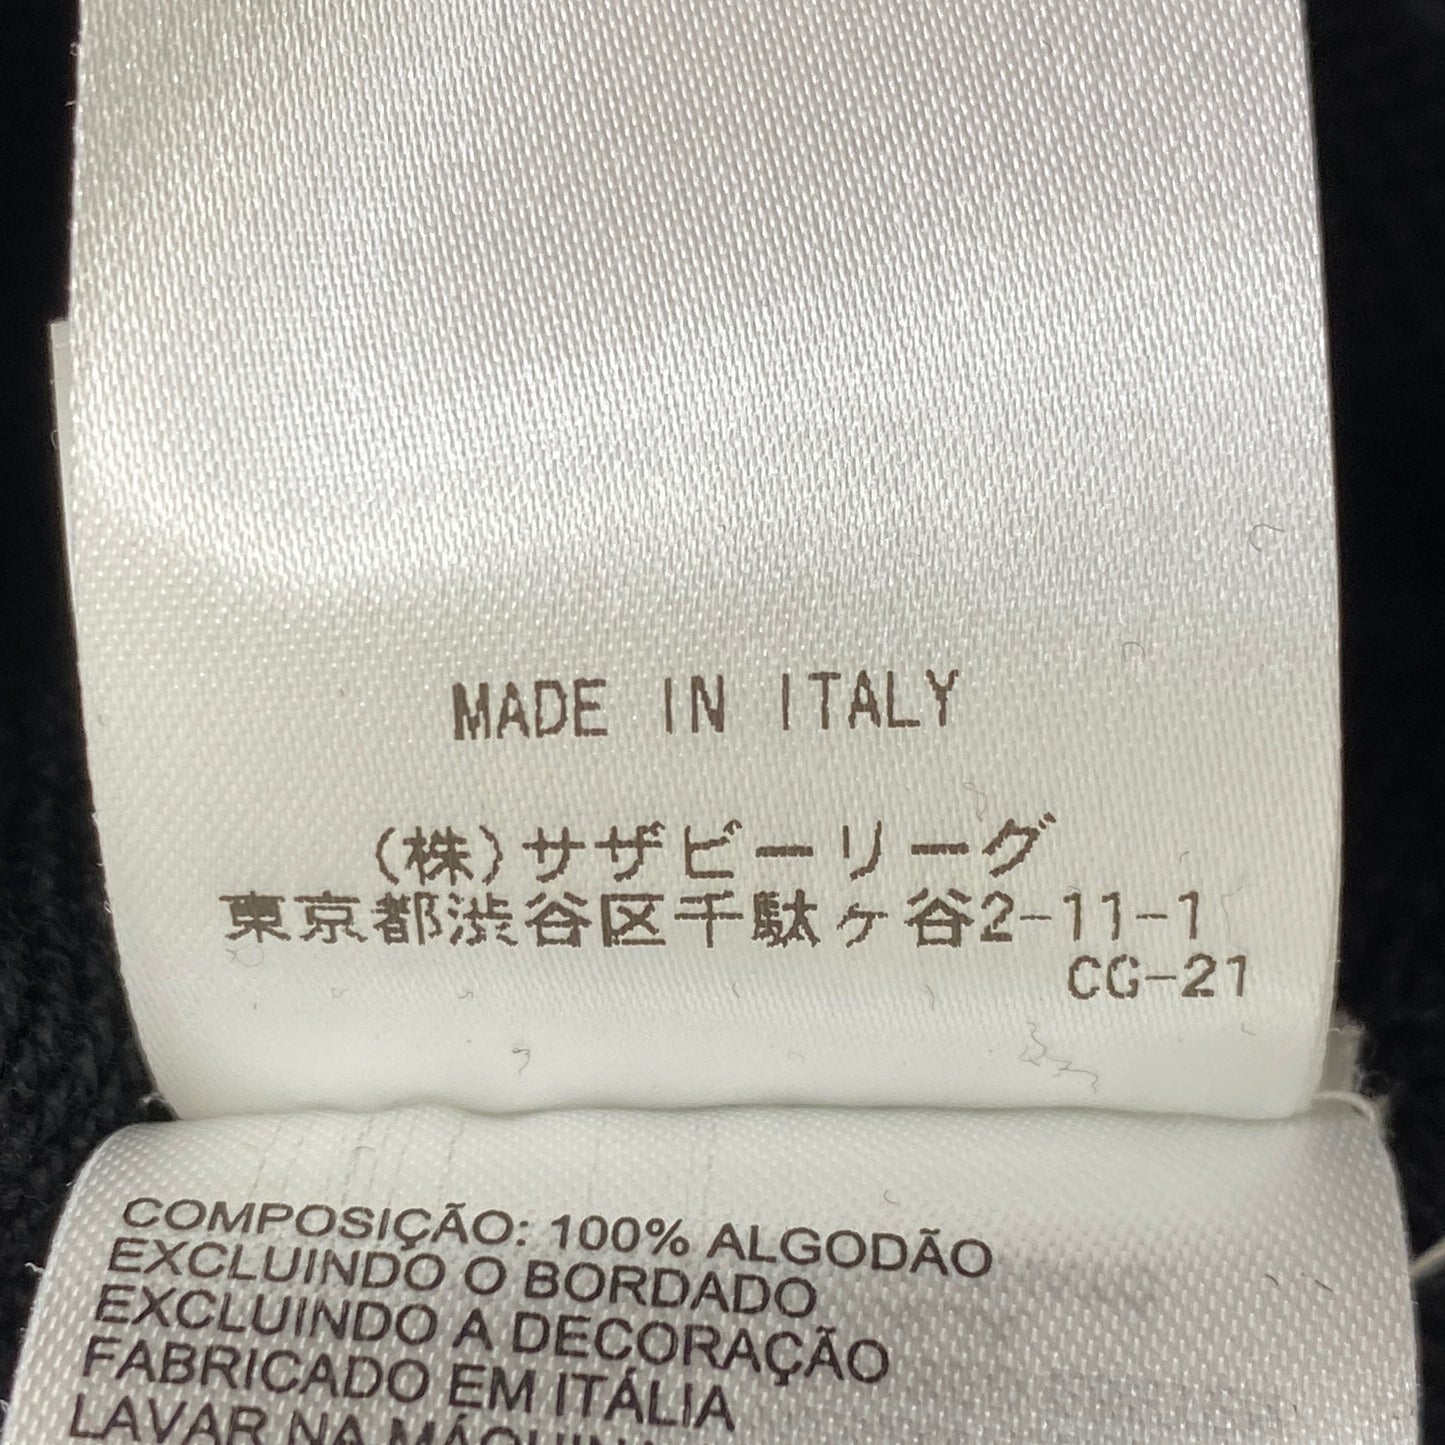 MADE IN ITALY
(株)サザビーリーグ
東京都渋谷区千駄ヶ谷2-11-1
CG-21
COMPOSIÇÃO: 100% ALGODÃO
EXCLUINDO O BORDADO
EXCLUINDO A DECORAÇÃO
FABRICADO EM ITÁLIA
LAVAR NA MÁQUINA